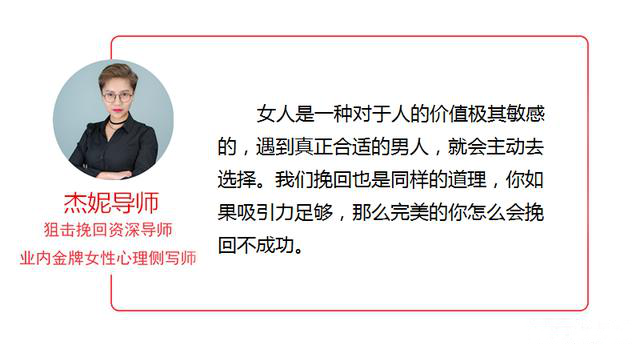 杰妮导师
狙击挽回资深导师
业内金牌女性心理侧写师
女人是一种对于人的价值极其敏感
的，遇到真正合适的男人，就会主动去
选择。我们挽回也是同样的道理，你如
果吸引力足够，那么完美的你怎么会挽
回不成功。